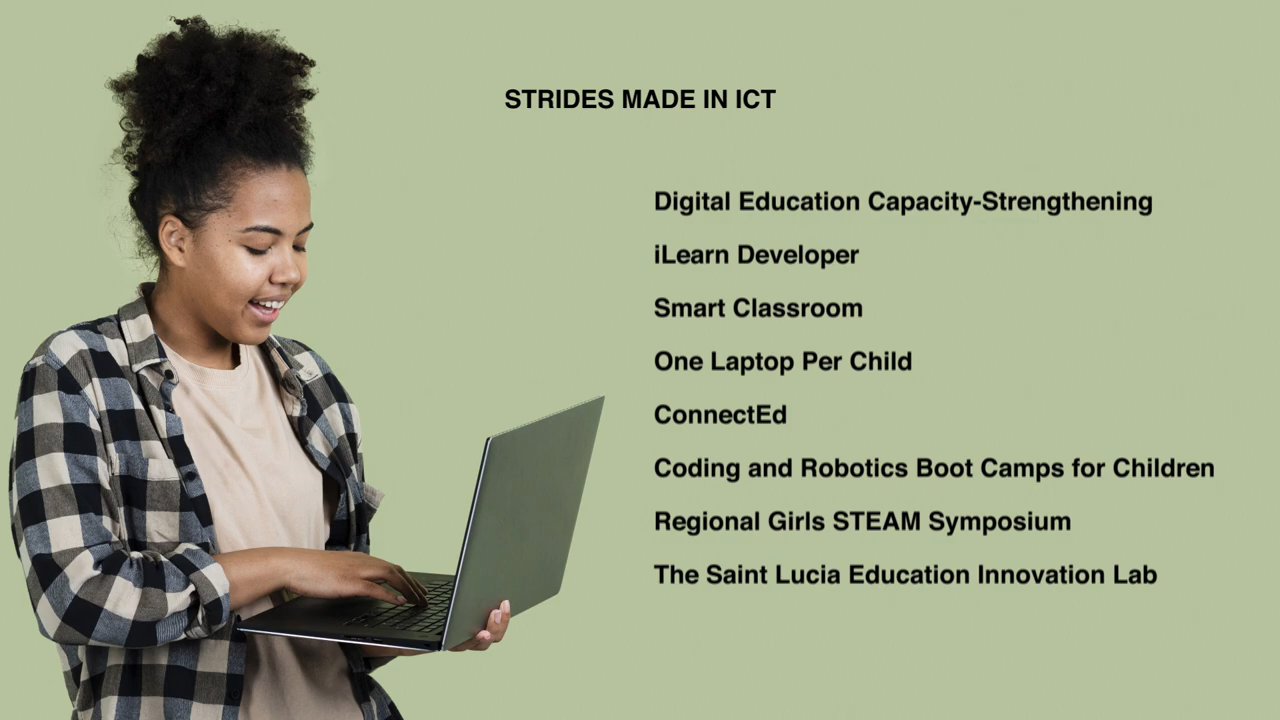 STRIDES MADE IN ICT
Digital Education Capacity-Strengthening
iLearn Developer
Smart Classroom
One Laptop Per Child
ConnectEd
Coding and Robotics Boot Camps for Children
Regional Girls STEAM Symposium
The Saint Lucia Education Innovation Lab